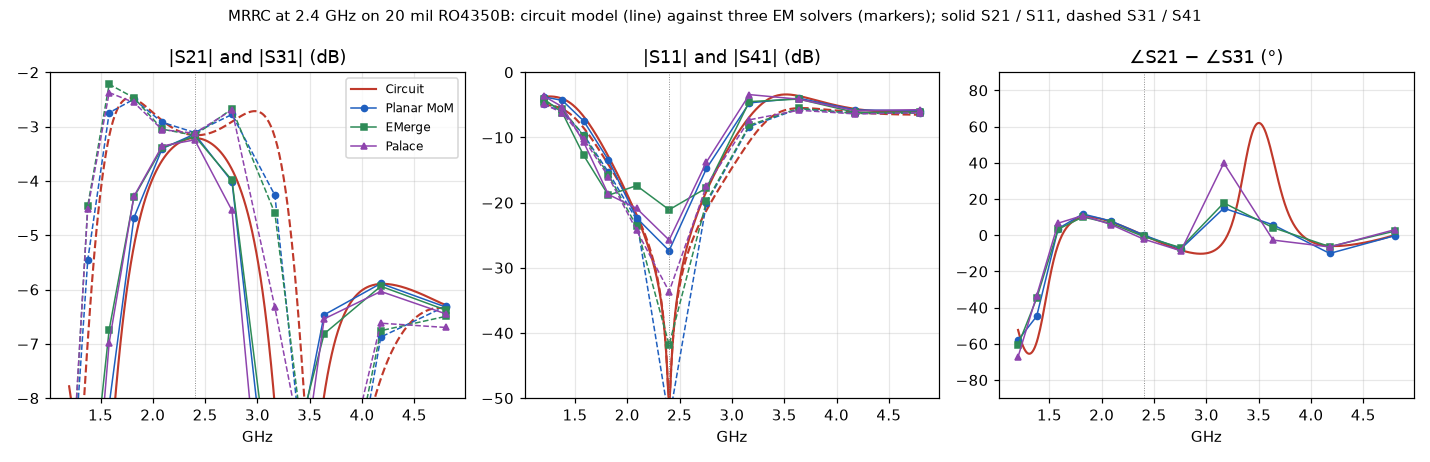 MRRC at 2.4 GHz on 20 mil RO4350B: circuit model (line) against three EM solvers (markers); solid S21 / S11, dashed S31 / S41
|S21| and |S31| (dB)
−2
−3
−4
−5
−6
−7
−8
1.5 2.0 2.5 3.0 3.5 4.0 4.5
GHz
Circuit
Planar MoM
EMerge
Palace
|S11| and |S41| (dB)
0
−10
−20
−30
−40
−50
1.5 2.0 2.5 3.0 3.5 4.0 4.5
GHz
∠S21 − ∠S31 (°)
80
60
40
20
0
−20
−40
−60
−80
1.5 2.0 2.5 3.0 3.5 4.0 4.5
GHz